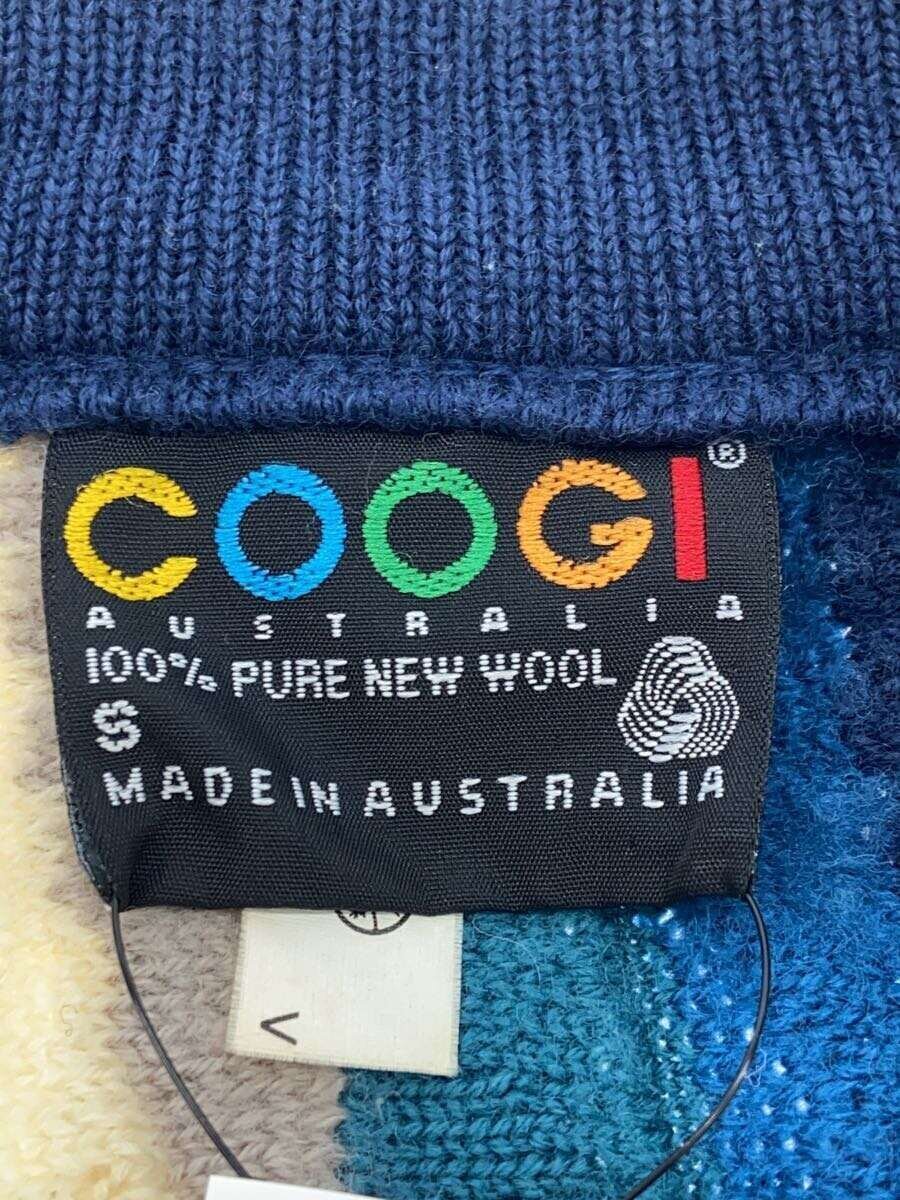 COOGI®
AUSTRALIA
100% PURE NEW WOOL
S
MADE IN AUSTRALIA